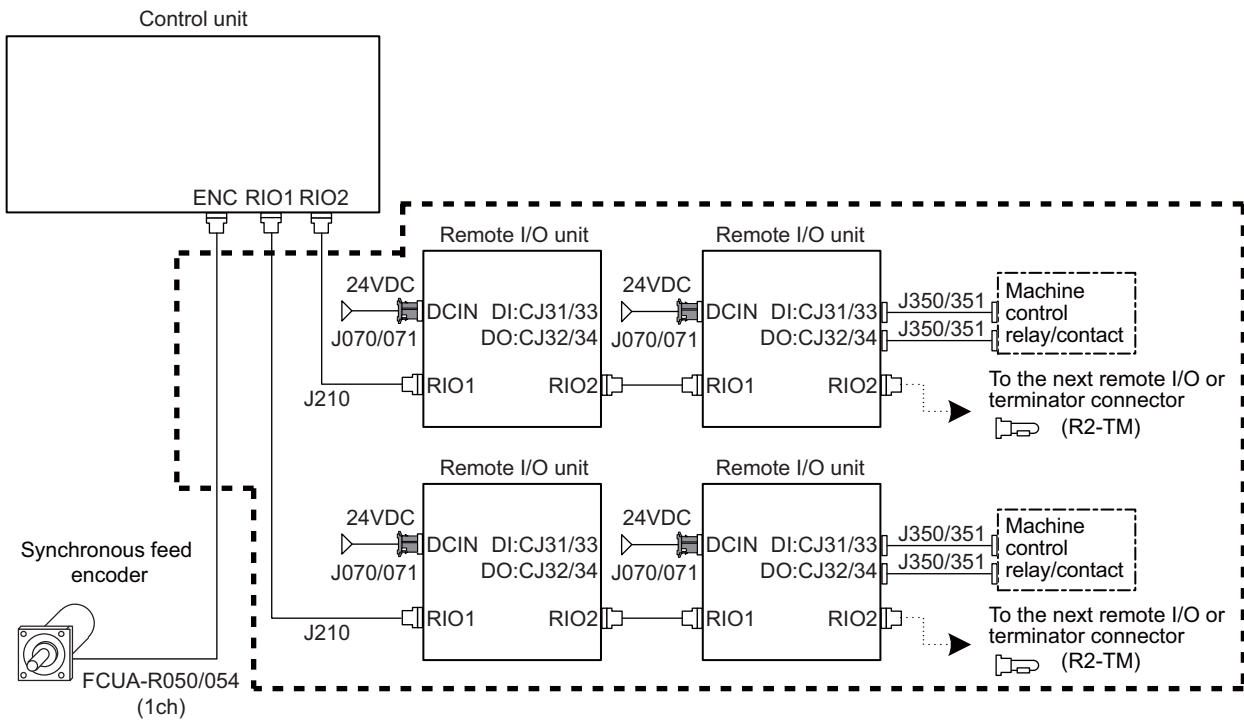 Control unit
ENC RIO1 RIO2
Remote I/O unit
Remote I/O unit
24VDC
DCIN DI:CJ31/33
DO:CJ32/34
J070/071
RIO1
RIO2
J210
24VDC
DCIN DI:CJ31/33
DO:CJ32/34
J070/071
RIO1
RIO2
J350/351
J350/351
Machine
control
relay/contact
To the next remote I/O or
terminator connector
(R2-TM)
Remote I/O unit
Remote I/O unit
24VDC
DCIN DI:CJ31/33
DO:CJ32/34
J070/071
RIO1
RIO2
J210
24VDC
DCIN DI:CJ31/33
DO:CJ32/34
J070/071
RIO1
RIO2
J350/351
J350/351
Machine
control
relay/contact
To the next remote I/O or
terminator connector
(R2-TM)
Synchronous feed
encoder
FCUA-R050/054
(1ch)